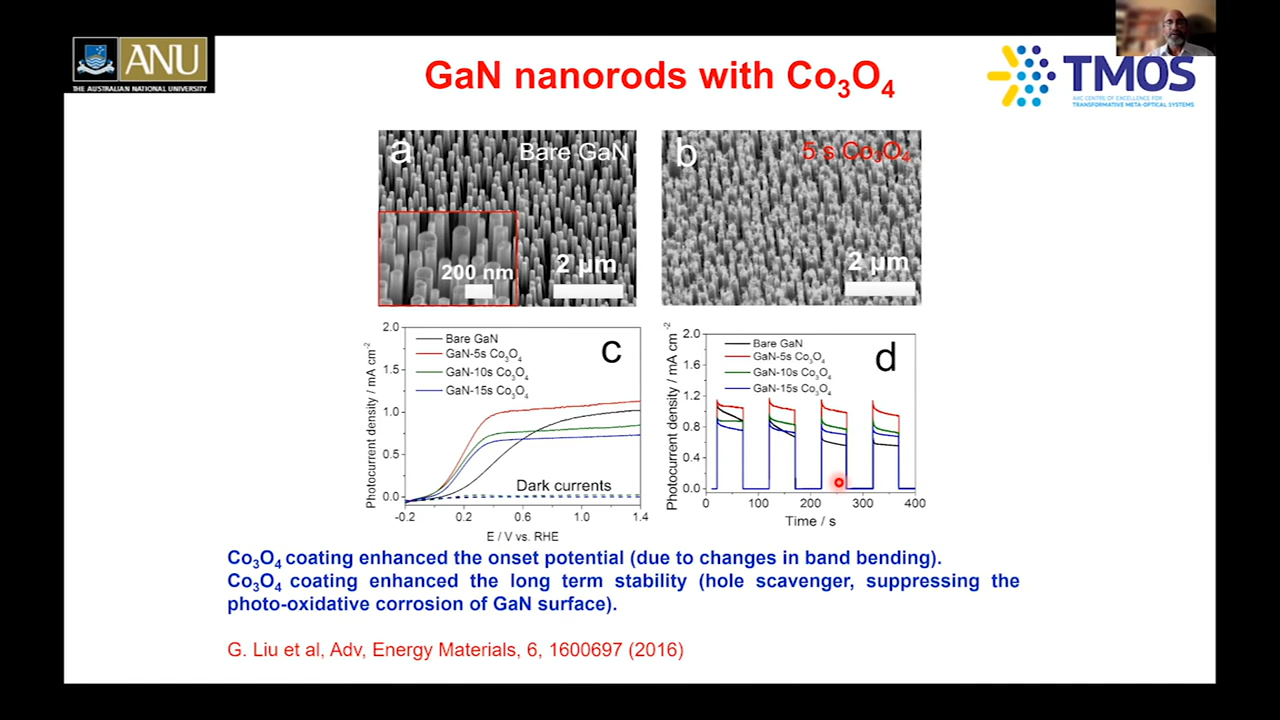 ANU
THE AUSTRALIAN NATIONAL UNIVERSITY
GaN nanorods with Co₃O₄
TMOS
ARC CENTRE OF EXCELLENCE FOR
TRANSFORMATIVE META-OPTICAL SYSTEMS
a
Bare GaN
200 nm
2 μm
b
5 s Co₃O₄
2 μm
Photocurrent density / mA cm⁻²
2.0
1.5
1.0
0.5
0.0
Bare GaN
GaN-5s Co₃O₄
GaN-10s Co₃O₄
GaN-15s Co₃O₄
c
Dark currents
-0.2 0.2 0.6 1.0 1.4
E / V vs. RHE
Photocurrent density / mA cm⁻²
2.0
1.6
1.2
0.8
0.4
0.0
Bare GaN
GaN-5s Co₃O₄
GaN-10s Co₃O₄
GaN-15s Co₃O₄
d
0 100 200 300 400
Time / s
Co₃O₄ coating enhanced the onset potential (due to changes in band bending).
Co₃O₄ coating enhanced the long term stability (hole scavenger, suppressing the
photo-oxidative corrosion of GaN surface).
G. Liu et al, Adv, Energy Materials, 6, 1600697 (2016)